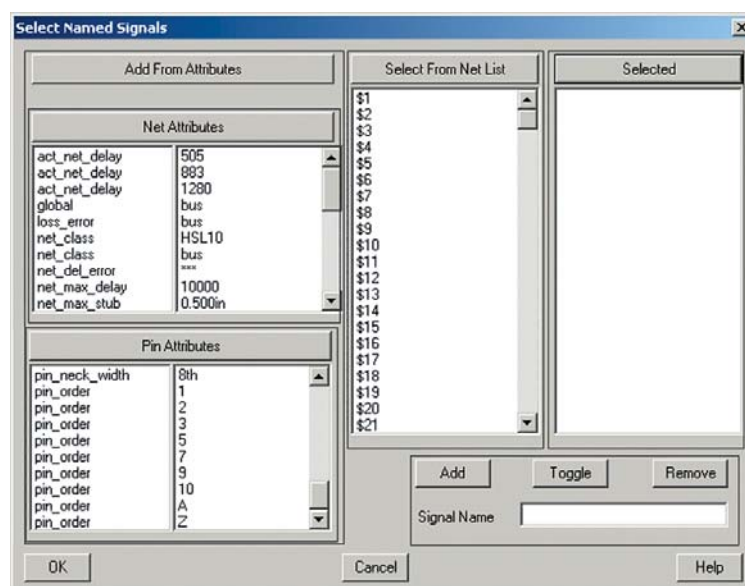 Select Named Signals
Add From Attributes
Net Attributes
act_net_delay 505
act_net_delay 883
act_net_delay 1280
global bus
loss_error bus
net_class HSL10
net_class bus
net_del_error ***
net_max_delay 10000
net_max_stub 0.500in
Pin Attributes
pin_neck_width 8th
pin_order 1
pin_order 2
pin_order 3
pin_order 5
pin_order 7
pin_order 9
pin_order 10
pin_order A
pin_order Z
Select From Net List
$1
$2
$3
$4
$5
$6
$7
$8
$9
$10
$11
$12
$13
$14
$15
$16
$17
$18
$19
$20
$21
Selected
Add Toggle Remove
Signal Name
OK Cancel Help